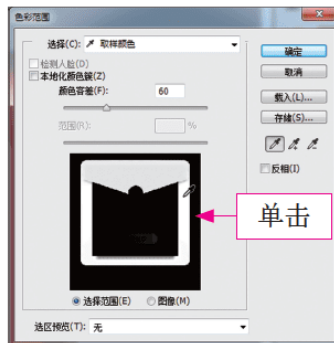 色彩范围
选择(C): 取样颜色
检测人脸(D)
本地化颜色簇(Z)
颜色容差(F): 60
范围(R): %
选择范围(E) 图像(M)
选区预览(T): 无
确定
取消
载入(L)...
存储(S)...
反相(I)
单击